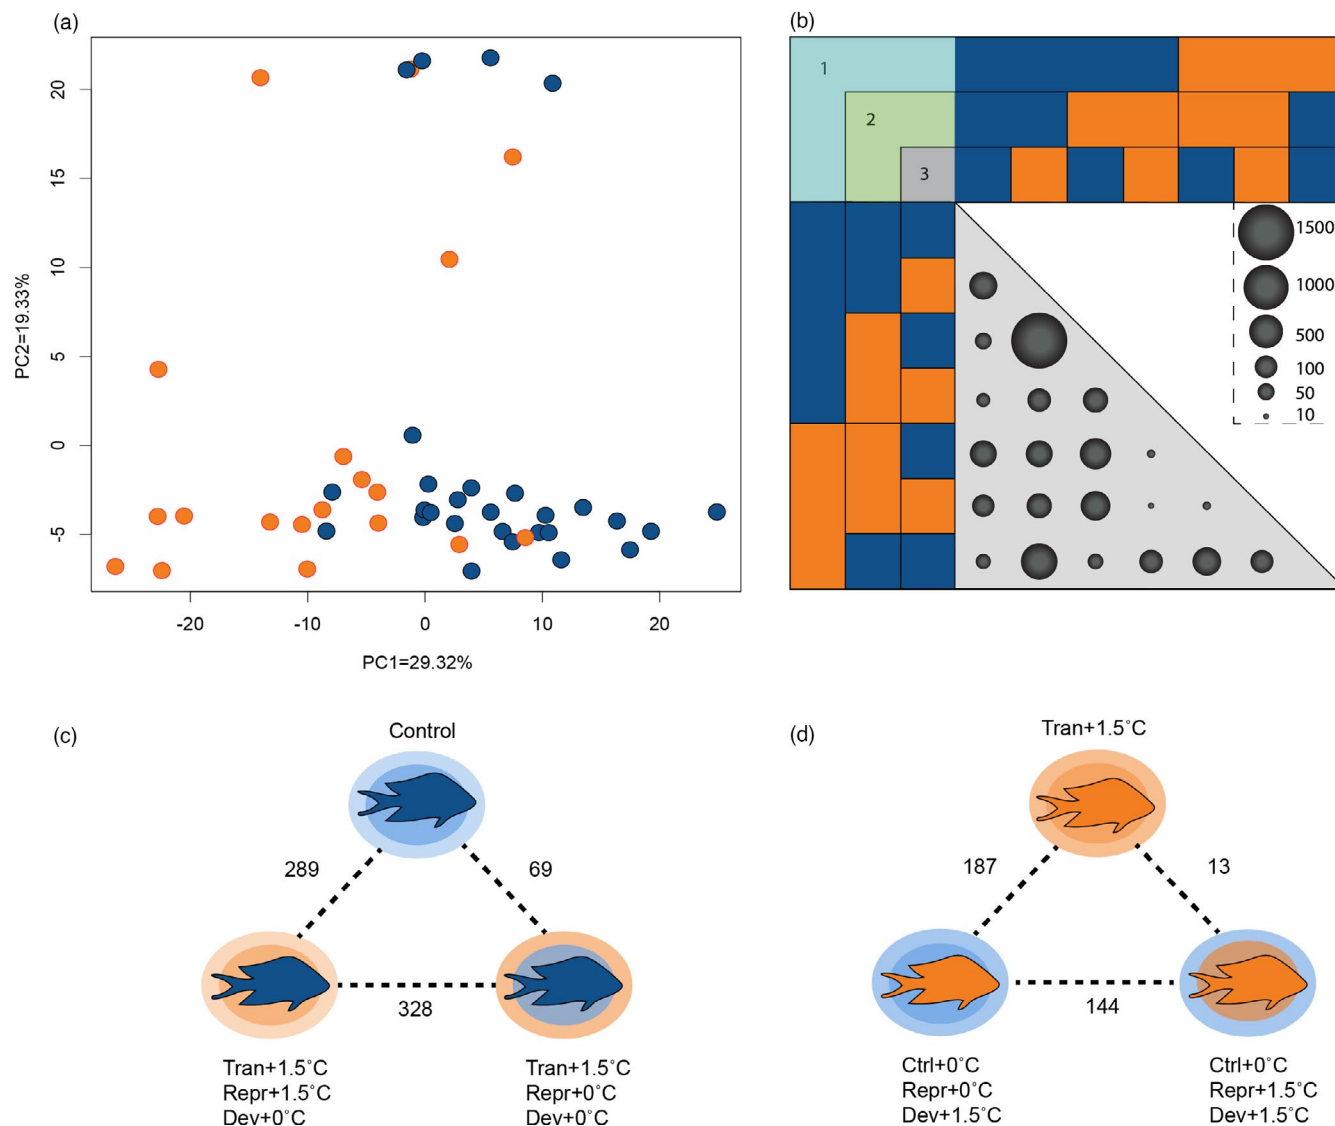 (a)
20
15
10
5
0
-5
PC2=19.33%
-20
-10
0
10
20
PC1=29.32%
(b)
1
2
3
1500
1000
500
100
50
10
(c)
Control
289
69
328
Tran+1.5°C
Repr+1.5°C
Dev+0°C
Tran+1.5°C
Repr+0°C
Dev+0°C
(d)
Tran+1.5°C
187
13
144
Ctrl+0°C
Repr+0°C
Dev+1.5°C
Ctrl+0°C
Repr+1.5°C
Dev+1.5°C